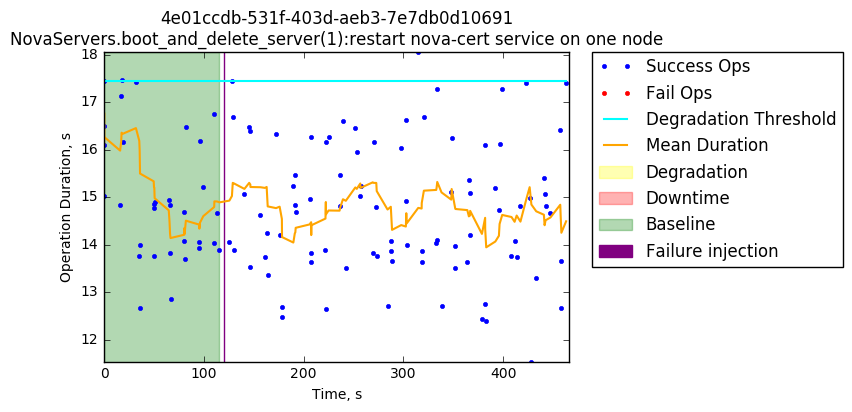 4e01ccdb-531f-403d-aeb3-7e7db0d10691
NovaServers.boot_and_delete_server(1):restart nova-cert service on one node
18
17
16
15
14
13
12
Operation Duration, s
0
100
200
300
400
Time, s
Success Ops
Fail Ops
Degradation Threshold
Mean Duration
Degradation
Downtime
Baseline
Failure injection